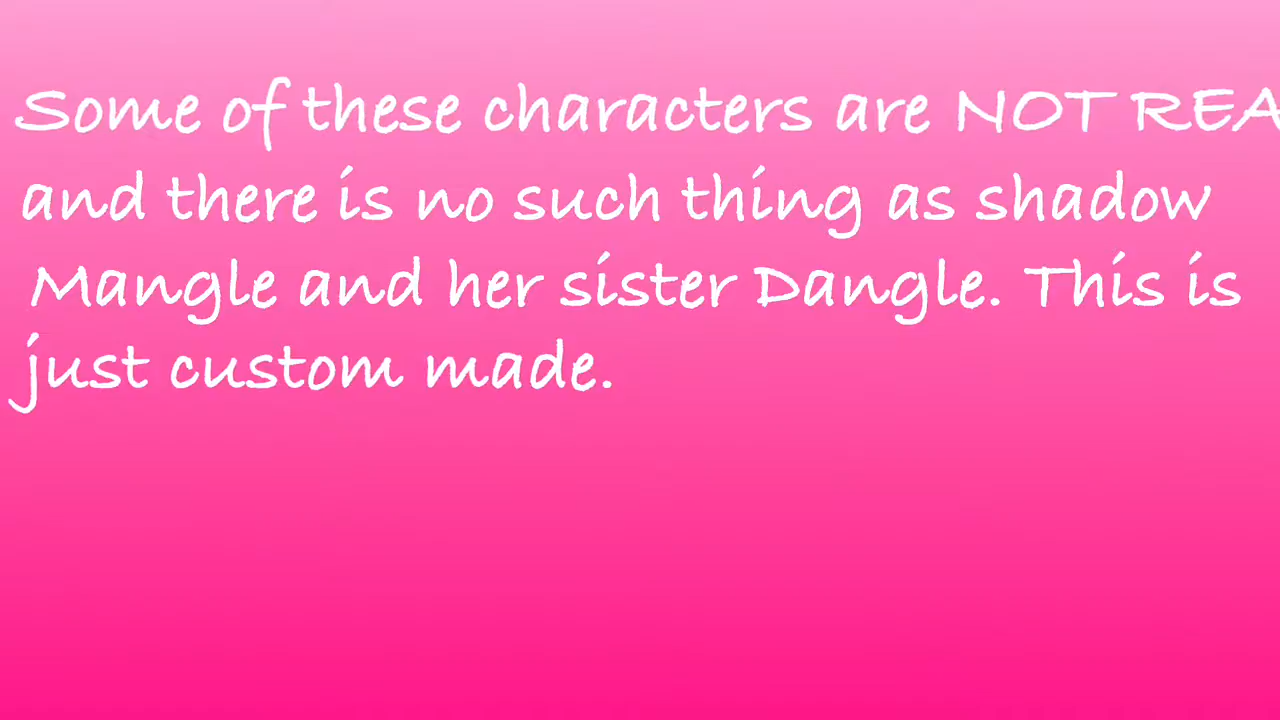 Some of these characters are NOT REA
and there is no such thing as shadow
Mangle and her sister Dangle. This is
just custom made.